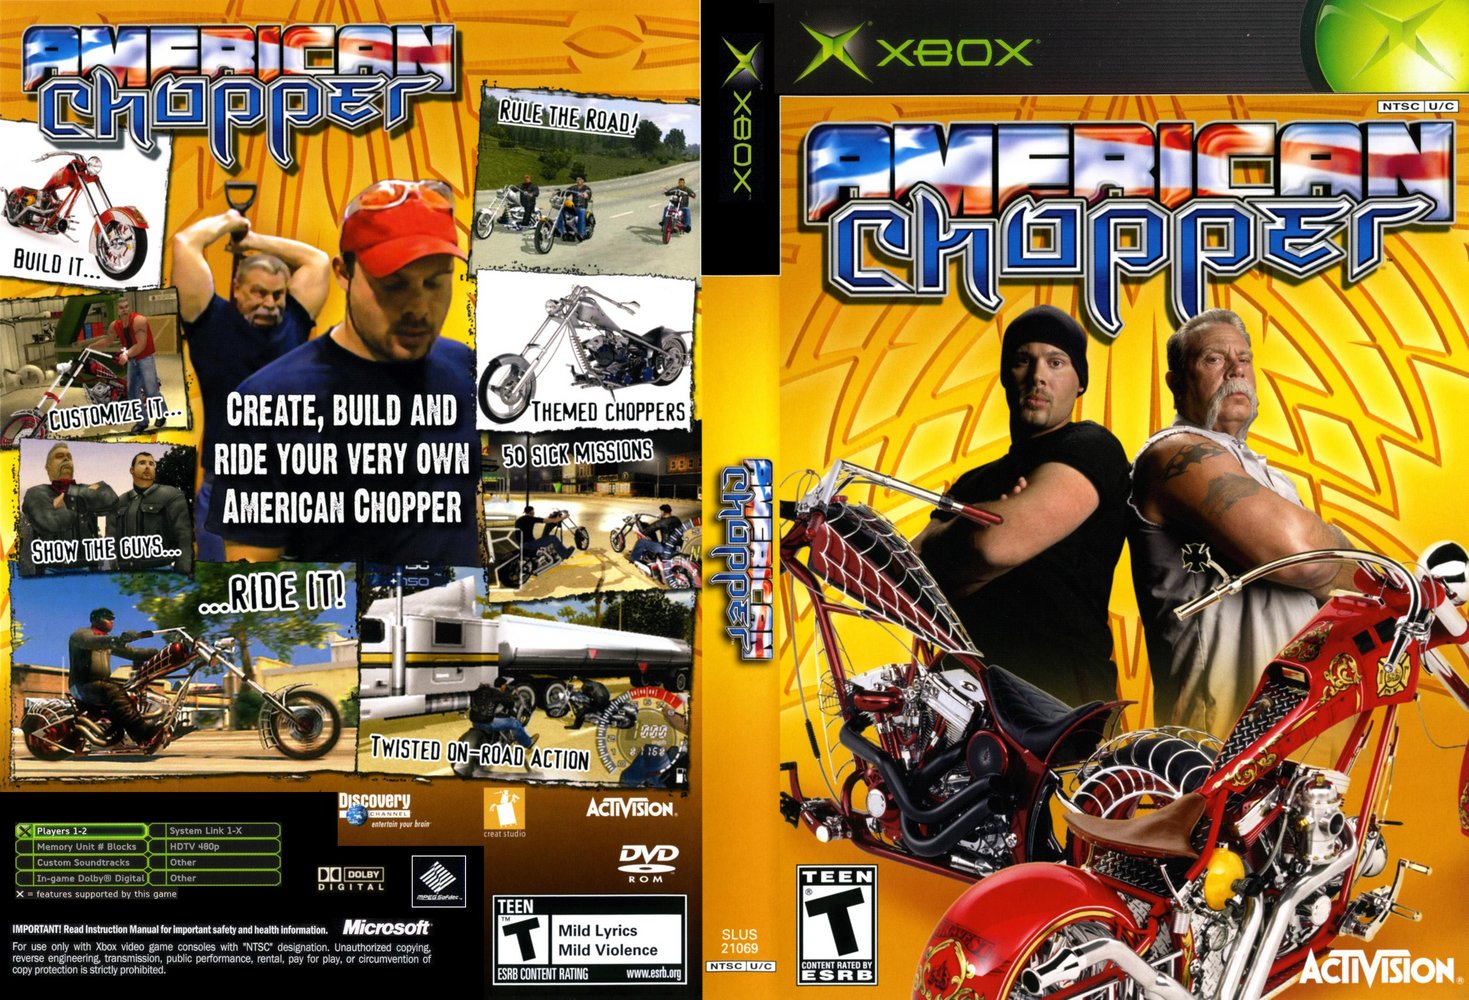 AMERICAN
Chopper
BUILD IT...
CUSTOMIZE IT...
SHOW THE GUYS...
...RIDE IT!
RULE THE ROAD!
THEMED CHOPPERS
50 SICK MISSIONS
TWISTED ON-ROAD ACTION
CREATE, BUILD AND
RIDE YOUR VERY OWN
AMERICAN CHOPPER
Discovery
CHANNEL
entertain your brain
creat studio
ACTIVISION
Players 1-2
Memory Unit # Blocks
Custom Soundtracks
In-game Dolby® Digital
System Link 1-X
HDTV 480p
Other
Other
X = features supported by this game
DOLBY
DIGITAL
MPEG Sofdec
DVD
ROM
IMPORTANT! Read Instruction Manual for important safety and health information.
Microsoft
For use only with Xbox video game consoles with "NTSC" designation. Unauthorized copying,
reverse engineering, transmission, public performance, rental, pay for play, or circumvention of
copy protection is strictly prohibited.
TEEN
T
Mild Lyrics
Mild Violence
ESRB CONTENT RATING www.esrb.org
XBOX
AMERICAN
Chopper
SLUS
21069
NTSC U/C
XBOX
NTSC U/C
AMERICAN
Chopper
TEEN
T
CONTENT RATED BY
ESRB
ACTIVISION